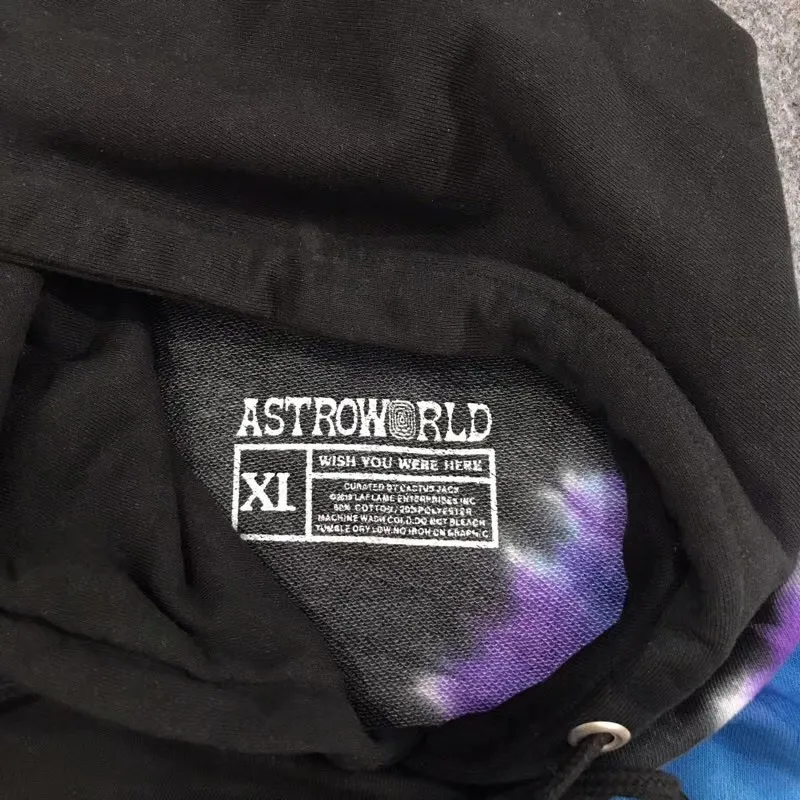 ASTROWORLD
XL
WISH YOU WERE HERE
CURATED BY CACTUS JACK
©2018 LAFLAME ENTERPRISES INC
80% COTTON / 20% POLYESTER
MACHINE WASH COLD. DO NOT BLEACH
TUMBLE DRY LOW. NO IRON ON GRAPHIC